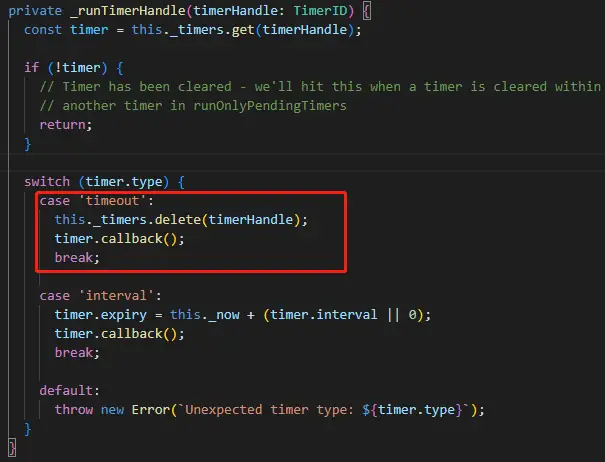 private _runTimerHandle(timerHandle: TimerID) {
const timer = this._timers.get(timerHandle);
if (!timer) {
// Timer has been cleared - we'll hit this when a timer is cleared within
// another timer in runOnlyPendingTimers
return;
}
switch (timer.type) {
case 'timeout':
this._timers.delete(timerHandle);
timer.callback();
break;
case 'interval':
timer.expiry = this._now + (timer.interval || 0);
timer.callback();
break;
default:
throw new Error(`Unexpected timer type: ${timer.type}`);
}
}